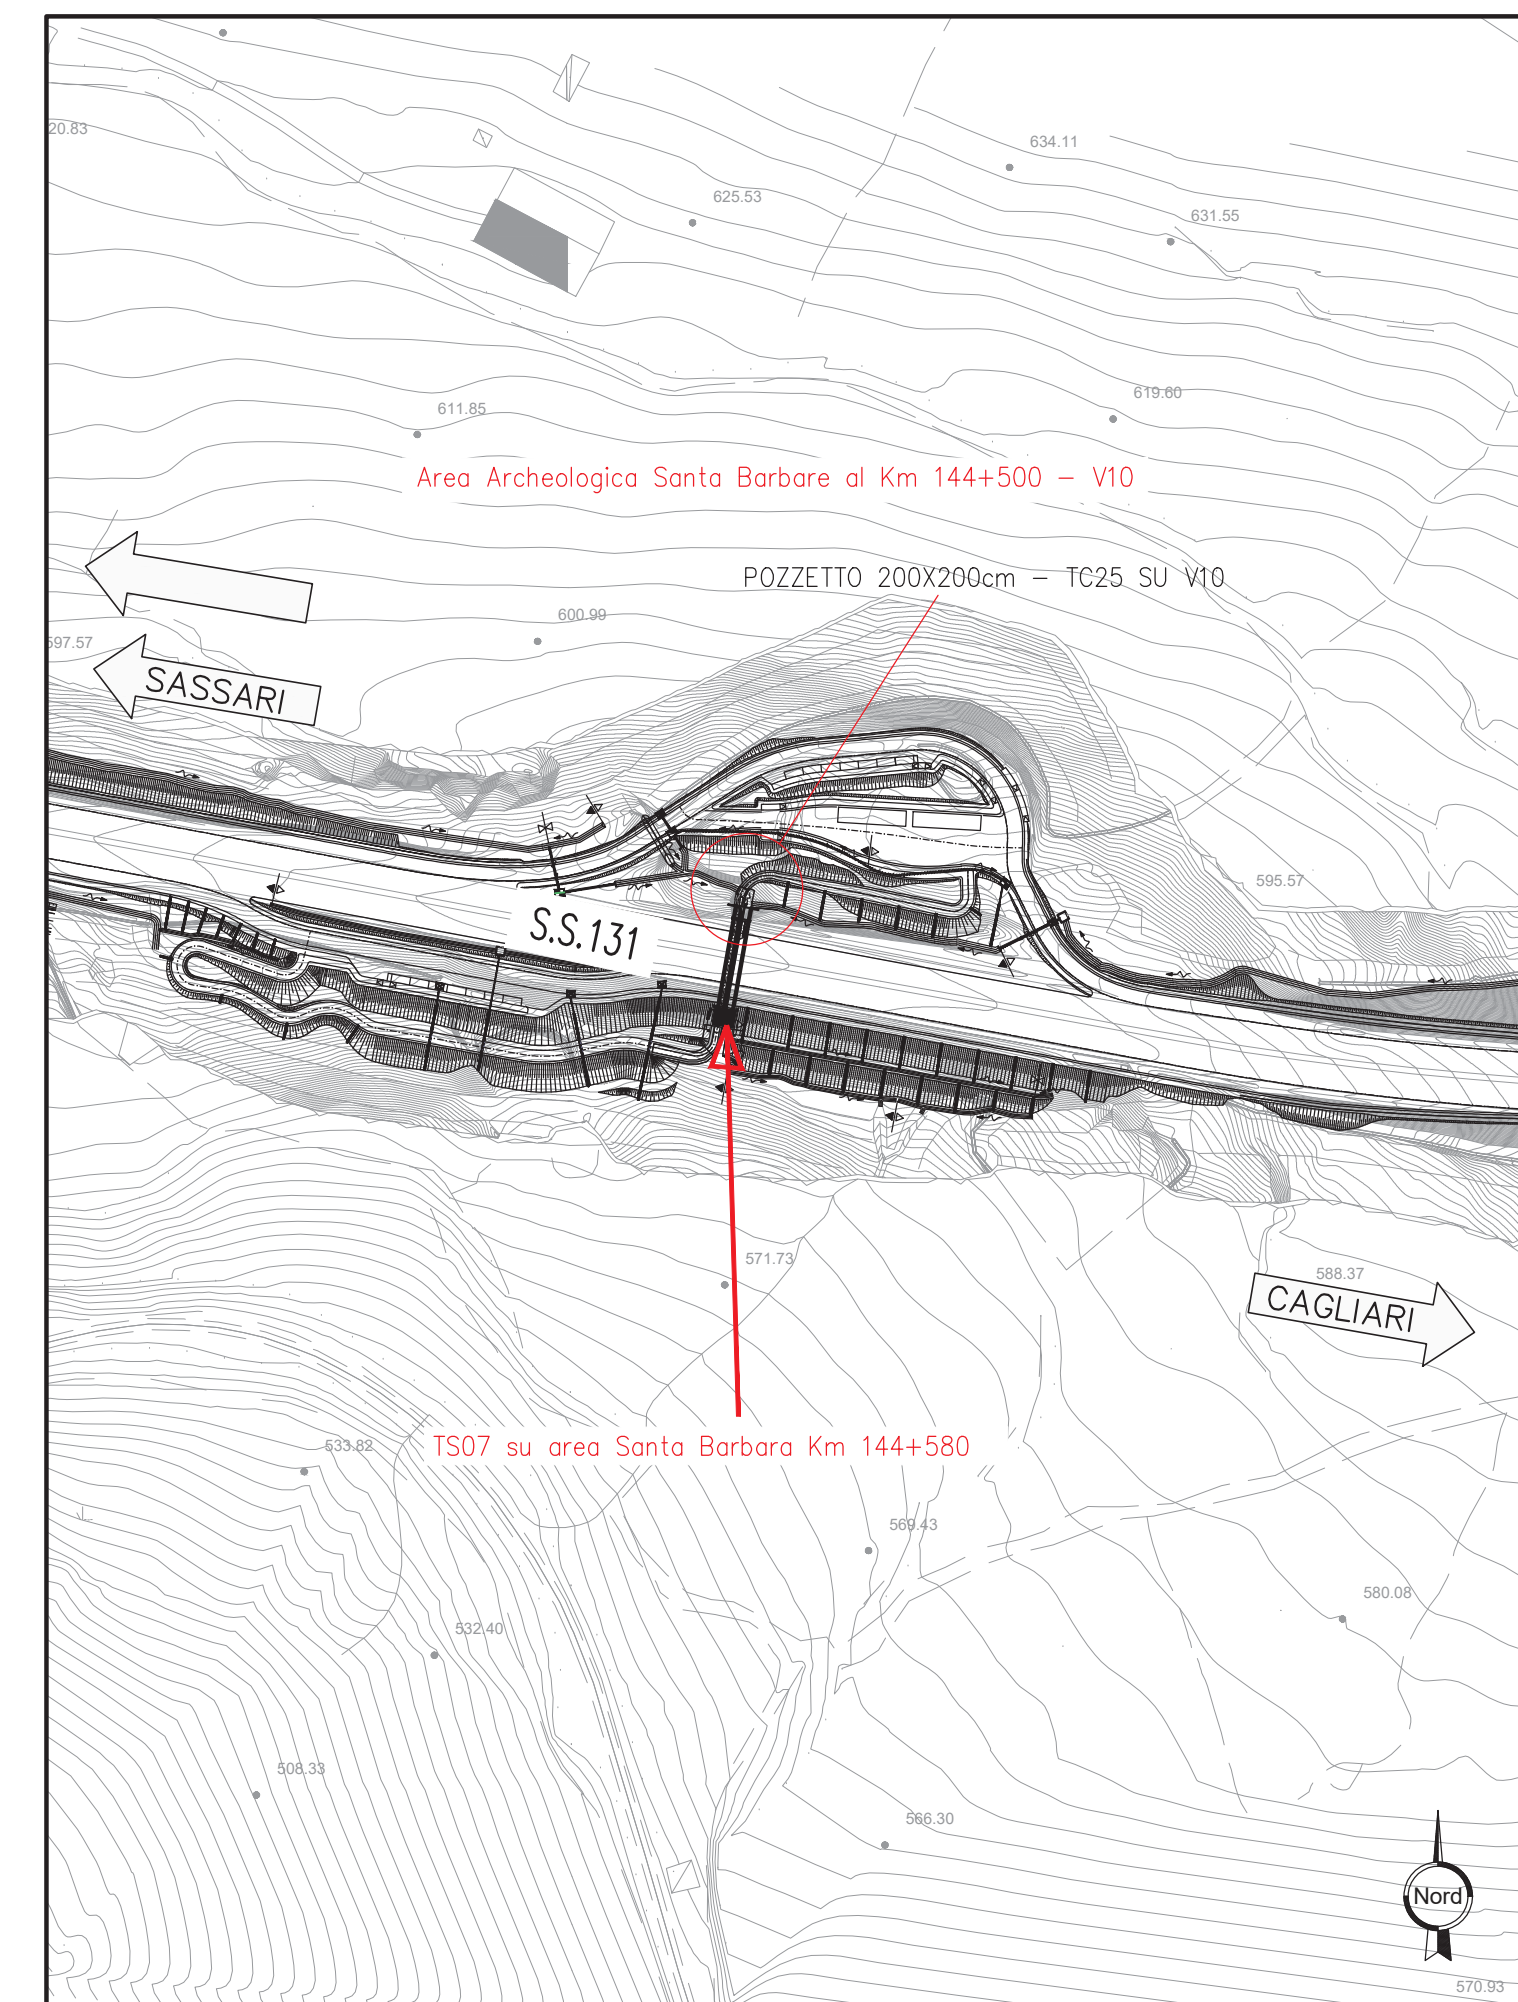 20.83
634.11
625.53
631.55
619.60
611.85
Area Archeologica Santa Barbare al Km 144+500 - V10
POZZETTO 200X200cm - TC25 SU V10
600.99
597.57
SASSARI
595.57
S.S.131
571.73
588.37
CAGLIARI
533.82
TS07 su area Santa Barbara Km 144+580
569.43
580.08
532.40
508.33
566.30
Nord
570.93